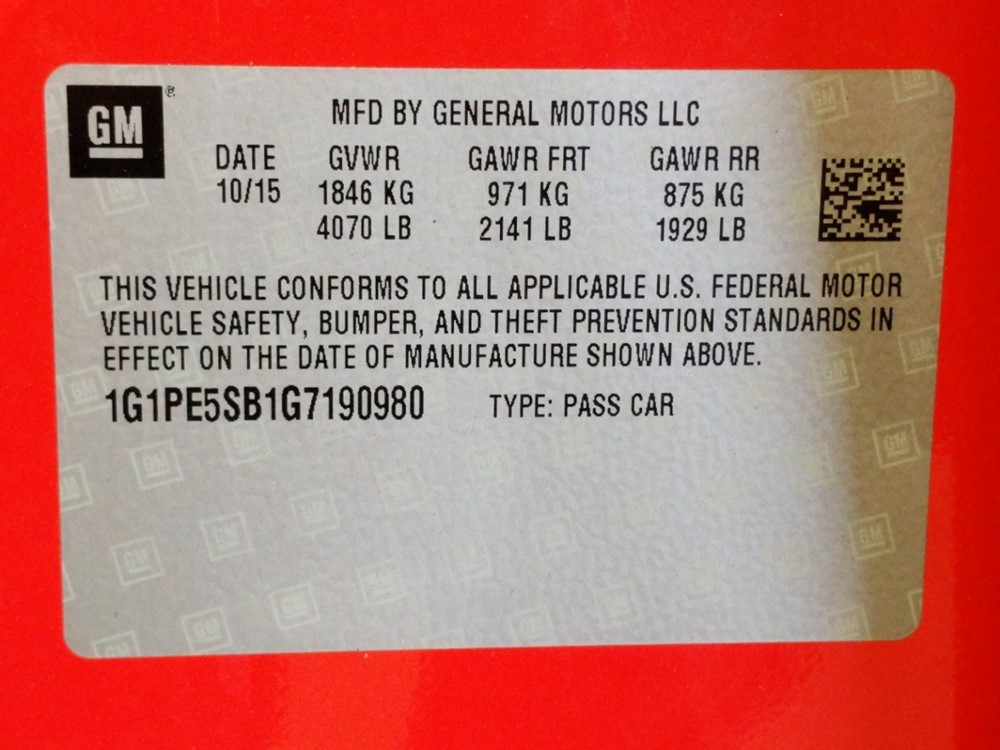 GM ®
MFD BY GENERAL MOTORS LLC
DATE GVWR GAWR FRT GAWR RR
10/15 1846 KG 971 KG 875 KG
4070 LB 2141 LB 1929 LB
THIS VEHICLE CONFORMS TO ALL APPLICABLE U.S. FEDERAL MOTOR
VEHICLE SAFETY, BUMPER, AND THEFT PREVENTION STANDARDS IN
EFFECT ON THE DATE OF MANUFACTURE SHOWN ABOVE.
1G1PE5SB1G7190980 TYPE: PASS CAR